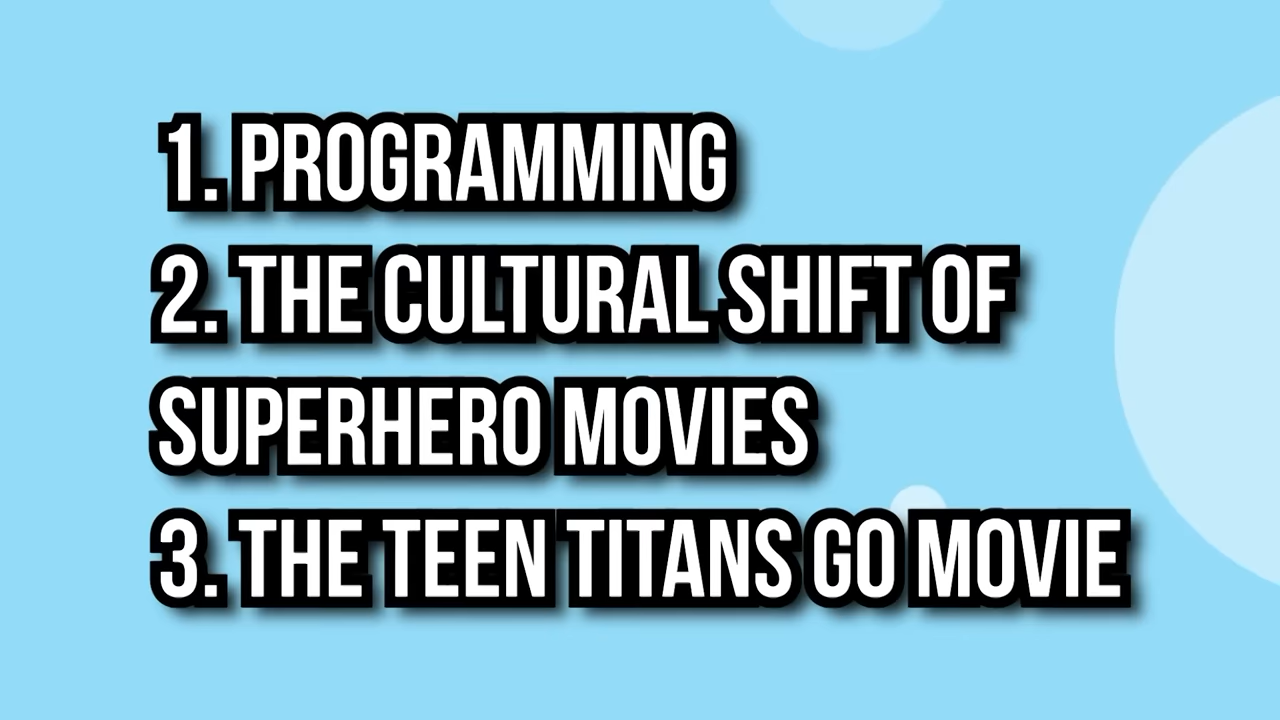 1. PROGRAMMING
2. THE CULTURAL SHIFT OF
SUPERHERO MOVIES
3. THE TEEN TITANS GO MOVIE